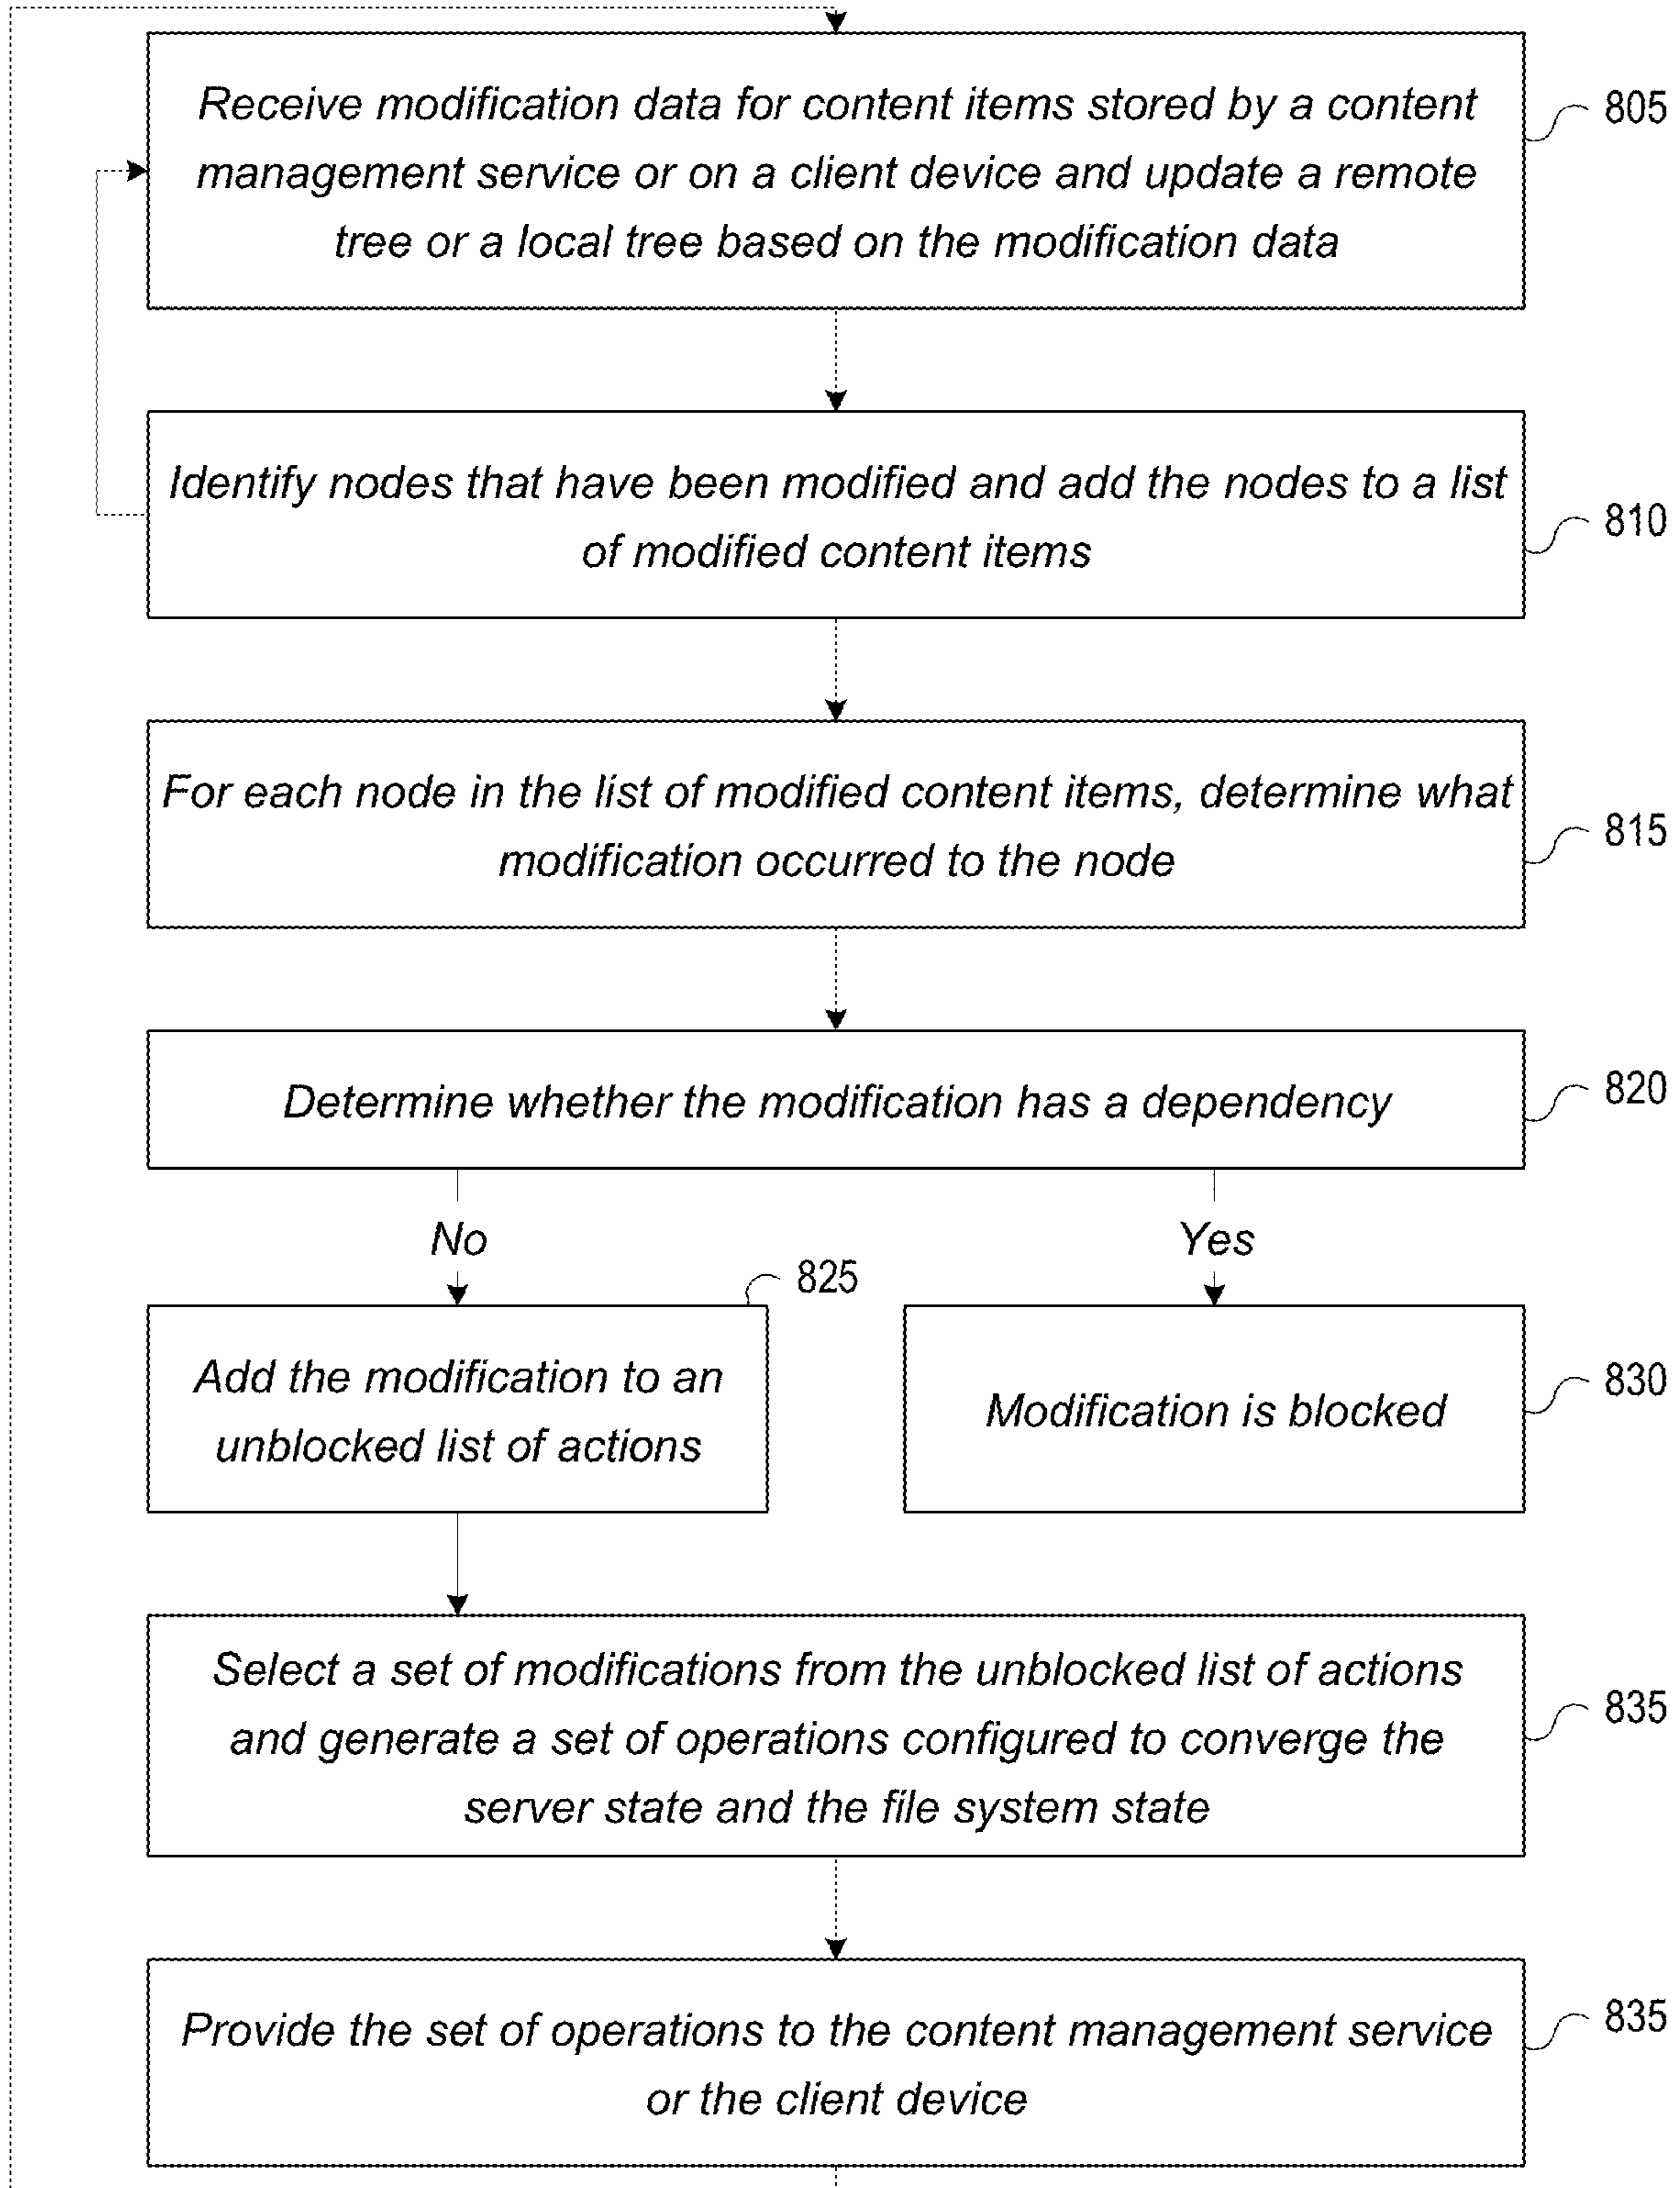 Receive modification data for content items stored by a content
management service or on a client device and update a remote
tree or a local tree based on the modification data
805
Identify nodes that have been modified and add the nodes to a list
of modified content items
810
For each node in the list of modified content items, determine what
modification occurred to the node
815
Determine whether the modification has a dependency
820
No
Yes
825
Add the modification to an
unblocked list of actions
Modification is blocked
830
Select a set of modifications from the unblocked list of actions
and generate a set of operations configured to converge the
server state and the file system state
835
Provide the set of operations to the content management service
or the client device
835